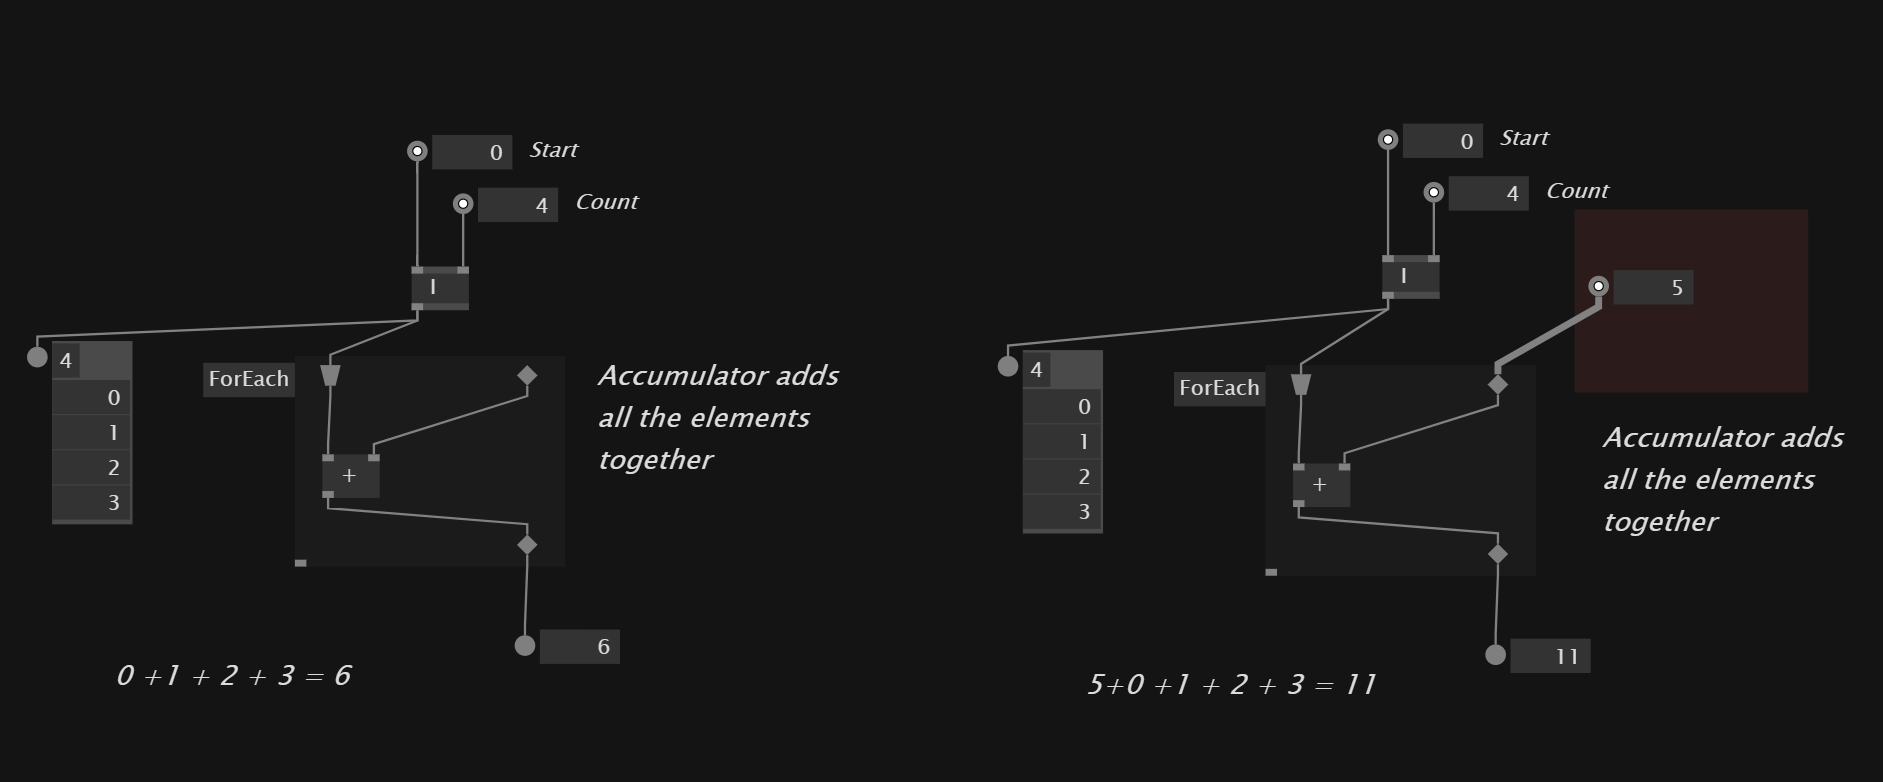 0 Start
4 Count
I
4
0
1
2
3
ForEach
+
Accumulator adds
all the elements
together
6
0 +1 + 2 + 3 = 6
0 Start
4 Count
I
5
4
0
1
2
3
ForEach
+
Accumulator adds
all the elements
together
11
5+0 +1 + 2 + 3 = 11